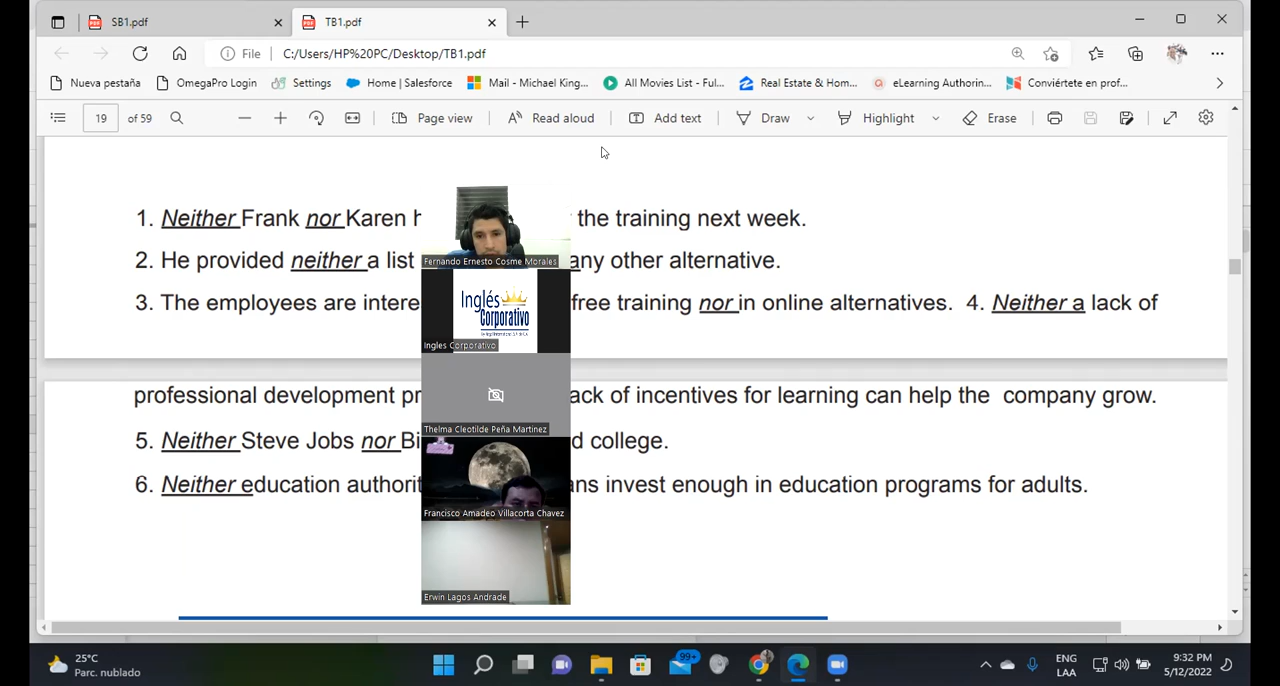 SB1.pdf
TB1.pdf
File
C:/Users/HP%20PC/Desktop/TB1.pdf
Nueva pestaña
OmegaPro Login
Settings
Home | Salesforce
Mail - Michael King...
All Movies List - Ful...
Real Estate & Hom...
eLearning Authorin...
Conviértete en prof...
19 of 59
Page view
Read aloud
Add text
Draw
Highlight
Erase
1. Neither Frank nor Karen h the training next week.
2. He provided neither a list any other alternative.
3. The employees are intere free training nor in online alternatives. 4. Neither a lack of
professional development pr ack of incentives for learning can help the company grow.
5. Neither Steve Jobs nor Bi d college.
6. Neither education authorit ans invest enough in education programs for adults.
Fernando Ernesto Cosme Morales
Inglés
Corporativo
Ingles Corporativo
Thelma Cleotilde Peña Martinez
Francisco Amadeo Villacorta Chavez
Erwin Lagos Andrade
25°C
Parc. nublado
99+
ENG
LAA
9:32 PM
5/12/2022